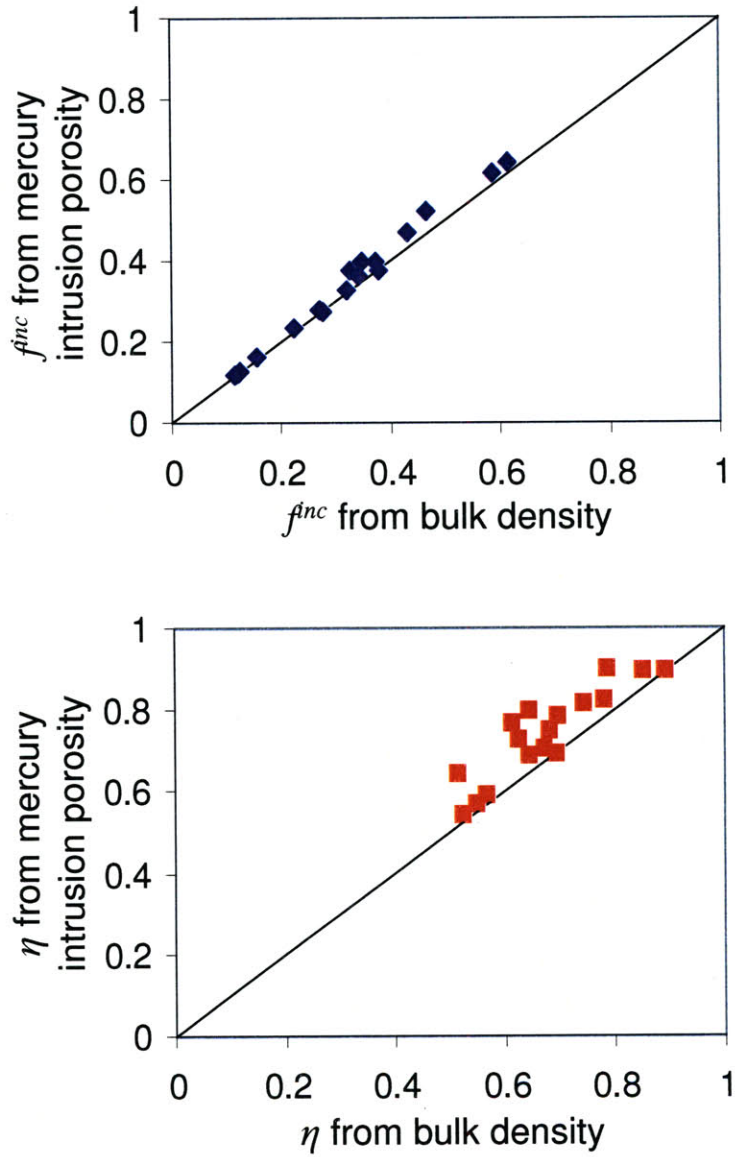 f^inc from mercury
intrusion porosity
1
0.8
0.6
0.4
0.2
0
0 0.2 0.4 0.6 0.8 1
f^inc from bulk density
η from mercury
intrusion porosity
1
0.8
0.6
0.4
0.2
0
0 0.2 0.4 0.6 0.8 1
η from bulk density